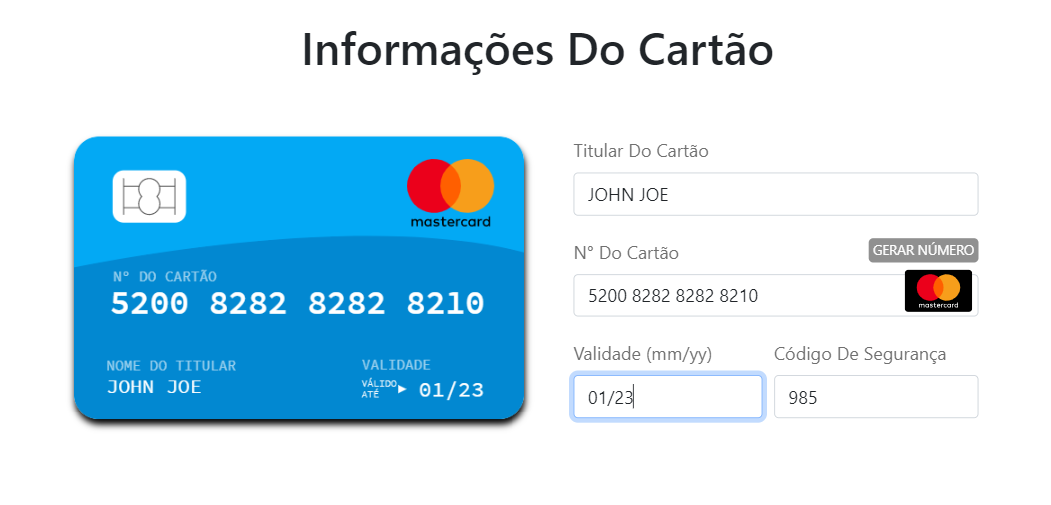 Informações Do Cartão
mastercard
N° DO CARTÃO
5200 8282 8282 8210
NOME DO TITULAR
JOHN JOE
VALIDADE
VÁLIDO
ATÉ
01/23
Titular Do Cartão
JOHN JOE
N° Do Cartão
GERAR NÚMERO
5200 8282 8282 8210
mastercard
Validade (mm/yy)
Código De Segurança
01/23
985